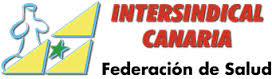 INTERSINDICAL
CANARIA
Federación de Salud